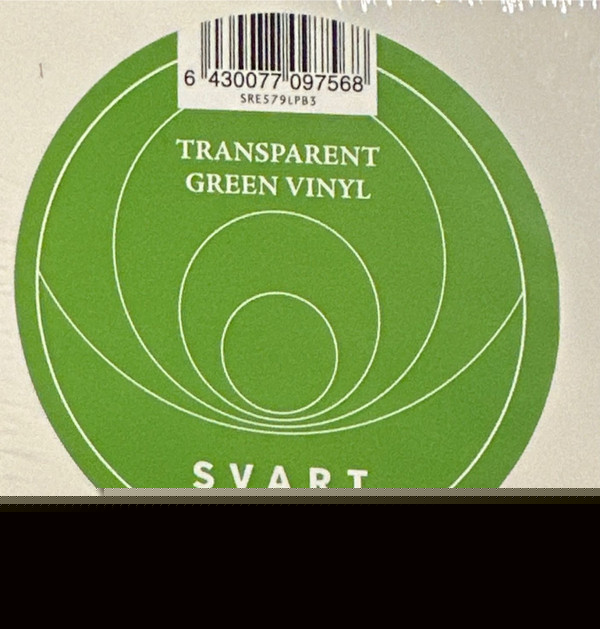 6 430077 097568
SRE579LPB3
TRANSPARENT
GREEN VINYL
SVART